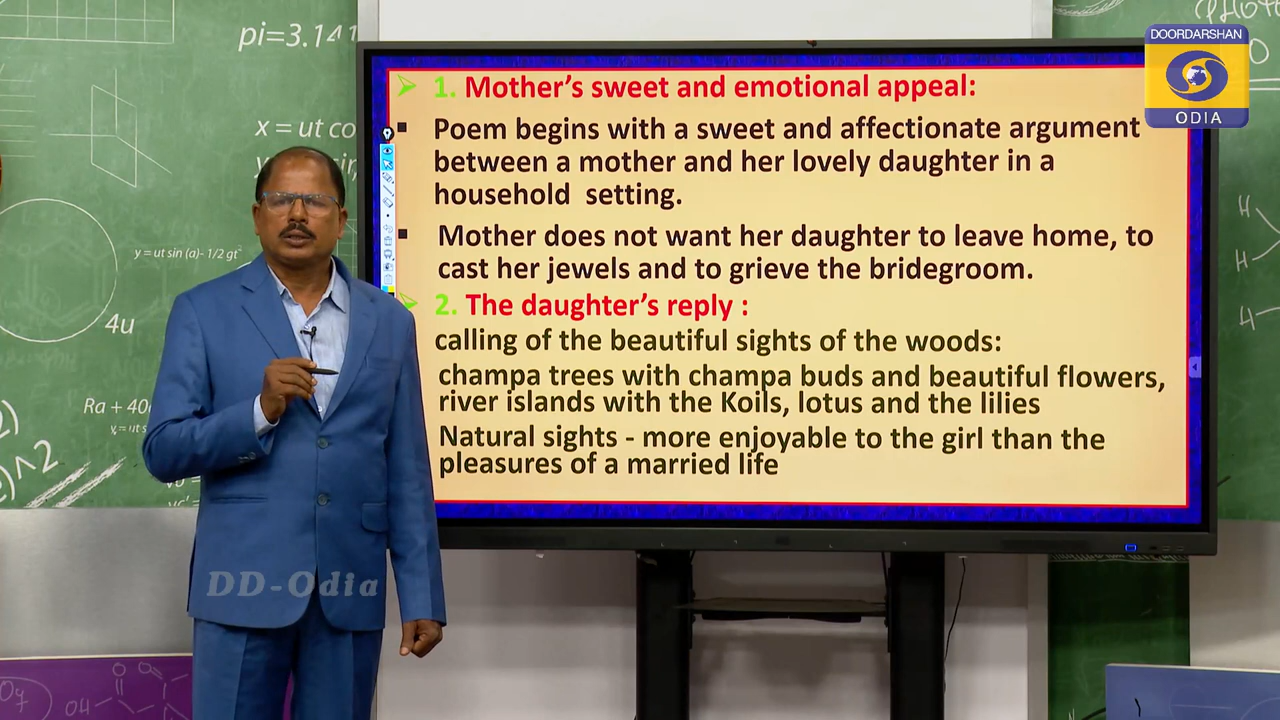 pi=3.141
x = ut co
y = ut sin (a)- 1/2 gt²
4u
Ra + 40
OH
DOORDARSHAN
ODIA
1. Mother's sweet and emotional appeal:
Poem begins with a sweet and affectionate argument
between a mother and her lovely daughter in a
household setting.
Mother does not want her daughter to leave home, to
cast her jewels and to grieve the bridegroom.
2. The daughter's reply :
calling of the beautiful sights of the woods:
champa trees with champa buds and beautiful flowers,
river islands with the Koils, lotus and the lilies
Natural sights - more enjoyable to the girl than the
pleasures of a married life
H
H
DD-Odia